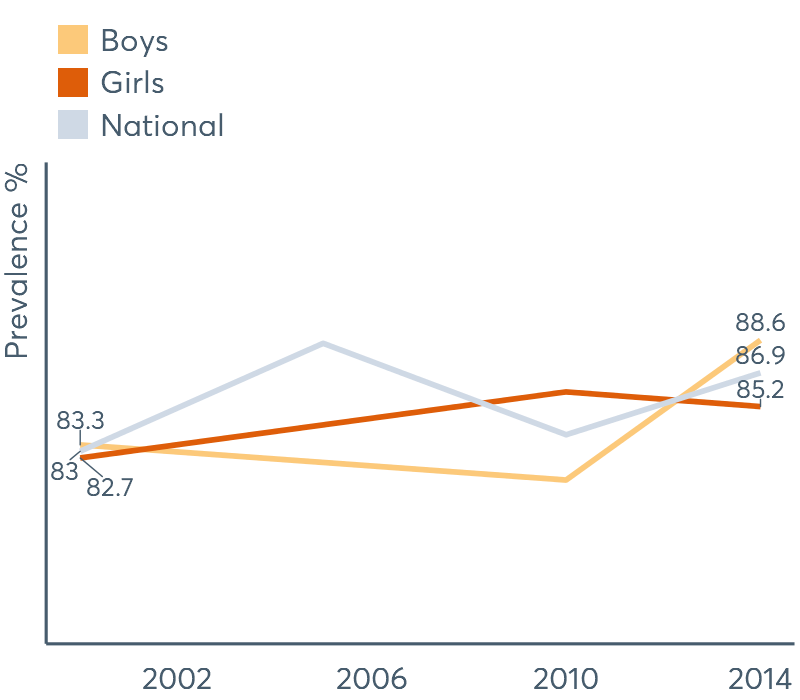 Boys
Girls
National
Prevalence %
88.6
86.9
85.2
83.3
83
82.7
2002
2006
2010
2014